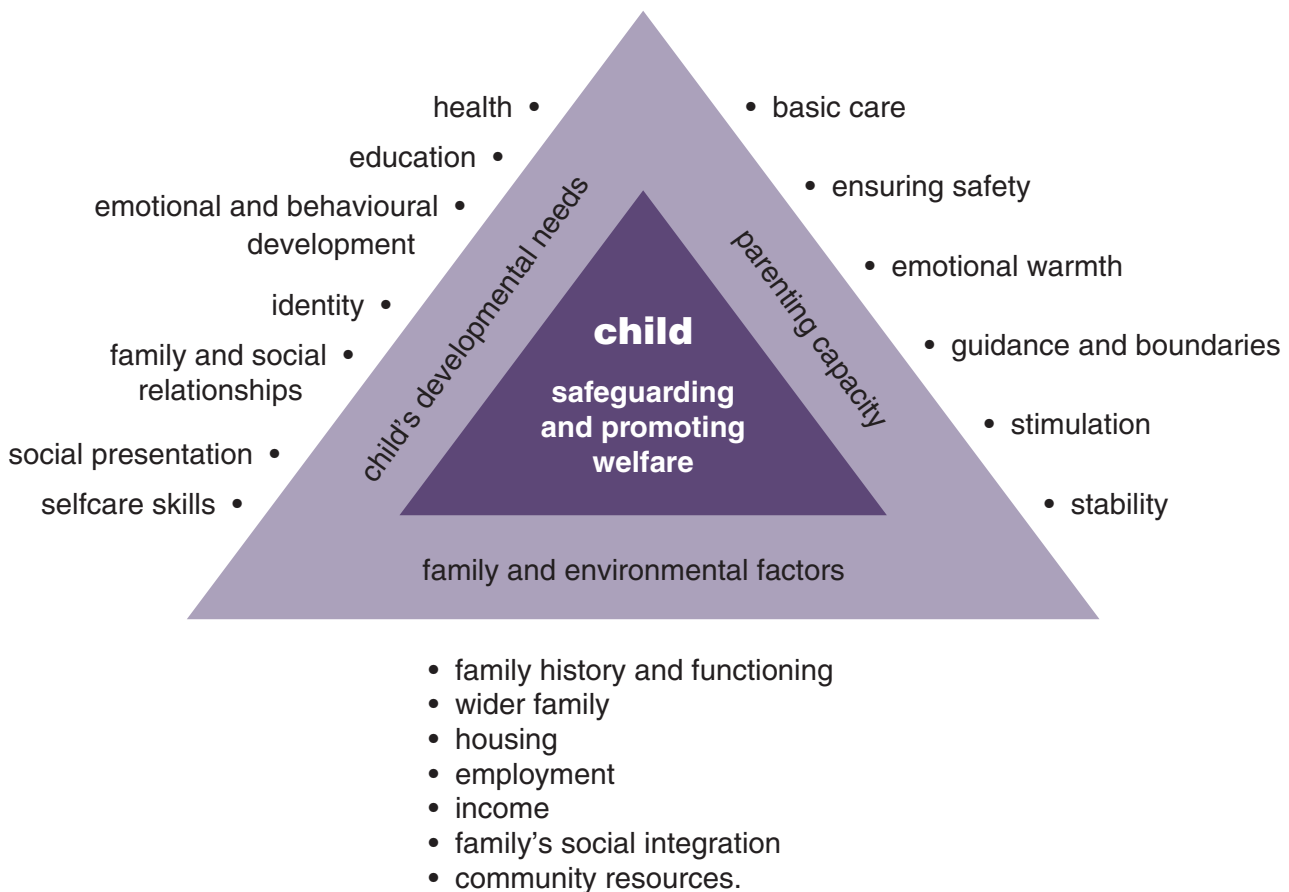 health •
education •
emotional and behavioural •
development
identity •
family and social •
relationships
social presentation •
selfcare skills •
child's developmental needs
child
safeguarding
and promoting
welfare
parenting capacity
• basic care
• ensuring safety
• emotional warmth
• guidance and boundaries
• stimulation
• stability
family and environmental factors
• family history and functioning
• wider family
• housing
• employment
• income
• family's social integration
• community resources.